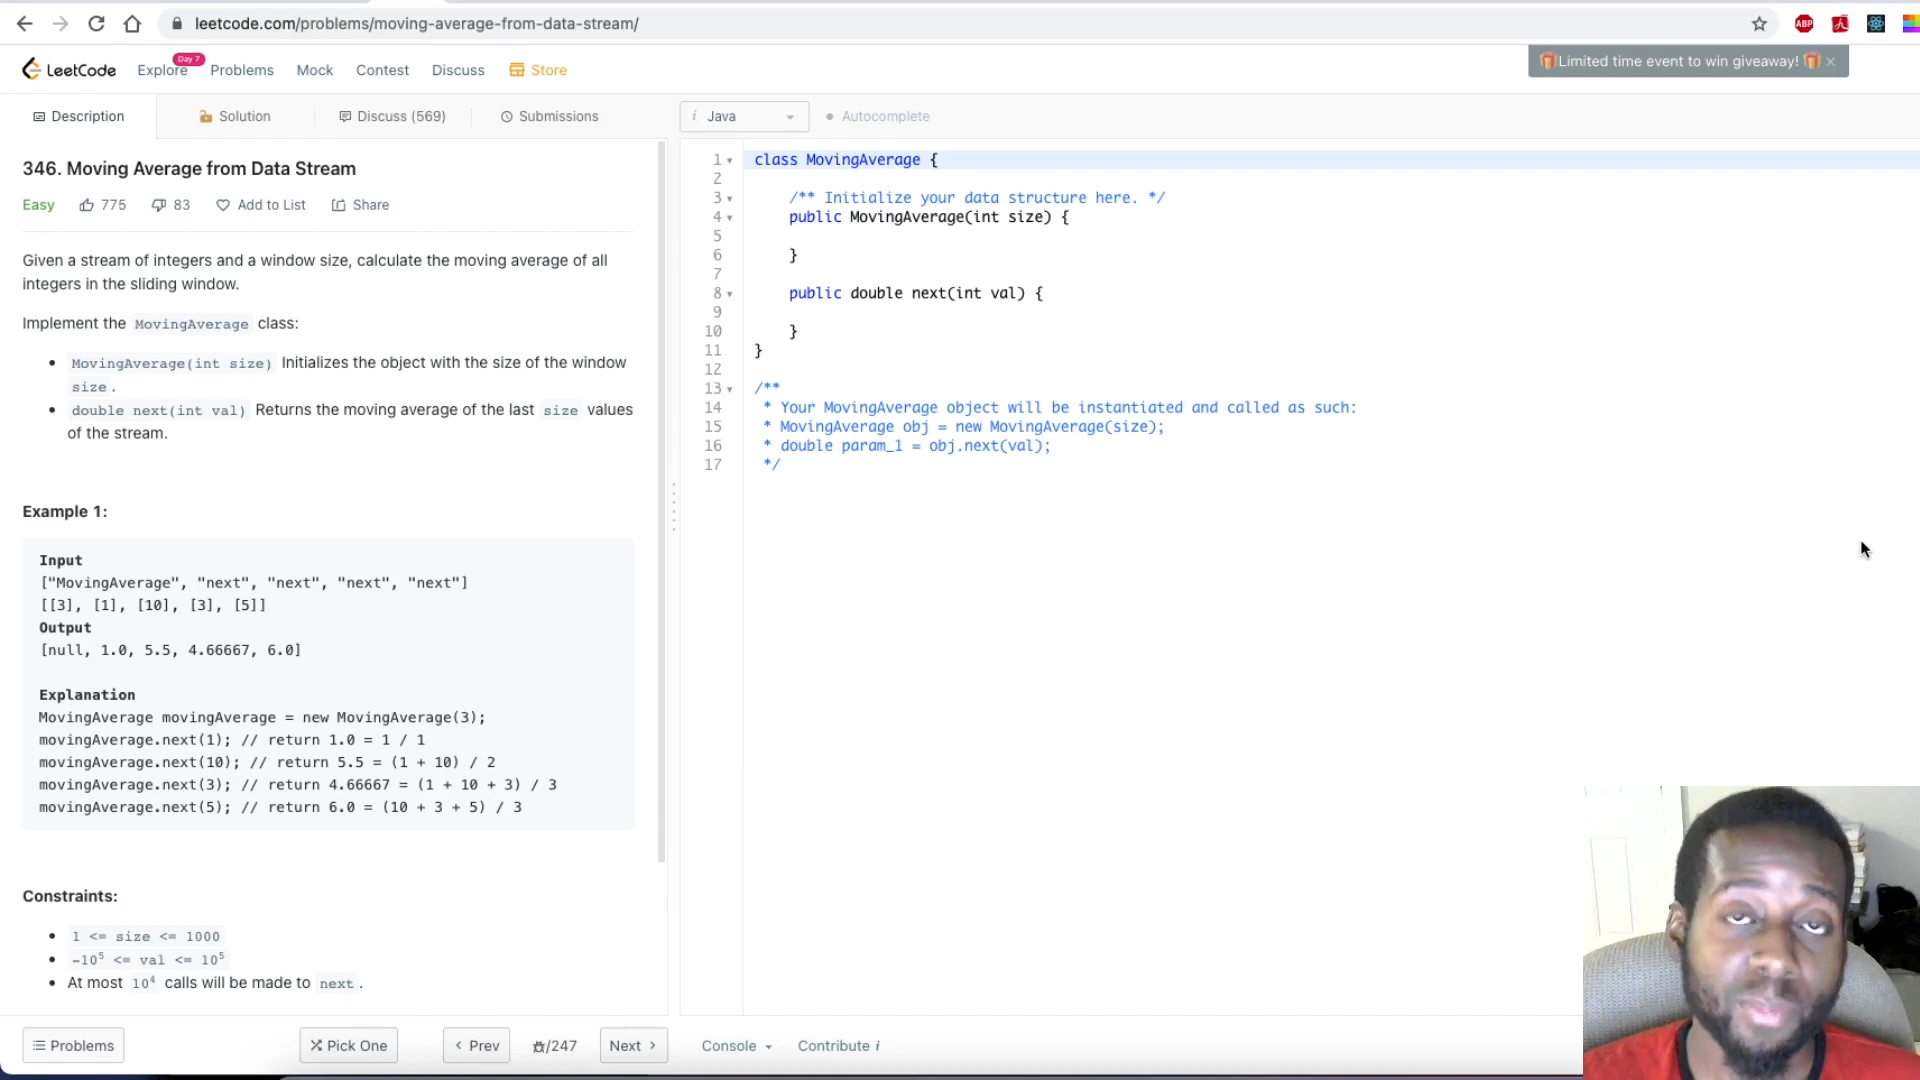 leetcode.com/problems/moving-average-from-data-stream/
ABP
LeetCode
Explore
Day 7
Problems
Mock
Contest
Discuss
Store
Limited time event to win giveaway!
Description
Solution
Discuss (569)
Submissions
i Java
Autocomplete
346. Moving Average from Data Stream
Easy
775
83
Add to List
Share
Given a stream of integers and a window size, calculate the moving average of all
integers in the sliding window.
Implement the MovingAverage class:
• MovingAverage(int size) Initializes the object with the size of the window
size.
• double next(int val) Returns the moving average of the last size values
of the stream.
Example 1:
Input
["MovingAverage", "next", "next", "next", "next"]
[[3], [1], [10], [3], [5]]
Output
[null, 1.0, 5.5, 4.66667, 6.0]
Explanation
MovingAverage movingAverage = new MovingAverage(3);
movingAverage.next(1); // return 1.0 = 1 / 1
movingAverage.next(10); // return 5.5 = (1 + 10) / 2
movingAverage.next(3); // return 4.66667 = (1 + 10 + 3) / 3
movingAverage.next(5); // return 6.0 = (10 + 3 + 5) / 3
Constraints:
• 1 <= size <= 1000
• -10⁵ <= val <= 10⁵
• At most 10⁴ calls will be made to next.
1 class MovingAverage {
2
3 /** Initialize your data structure here. */
4 public MovingAverage(int size) {
5
6 }
7
8 public double next(int val) {
9
10 }
11 }
12
13 /**
14 * Your MovingAverage object will be instantiated and called as such:
15 * MovingAverage obj = new MovingAverage(size);
16 * double param_1 = obj.next(val);
17 */
Problems
Pick One
Prev
/247
Next
Console
Contribute i